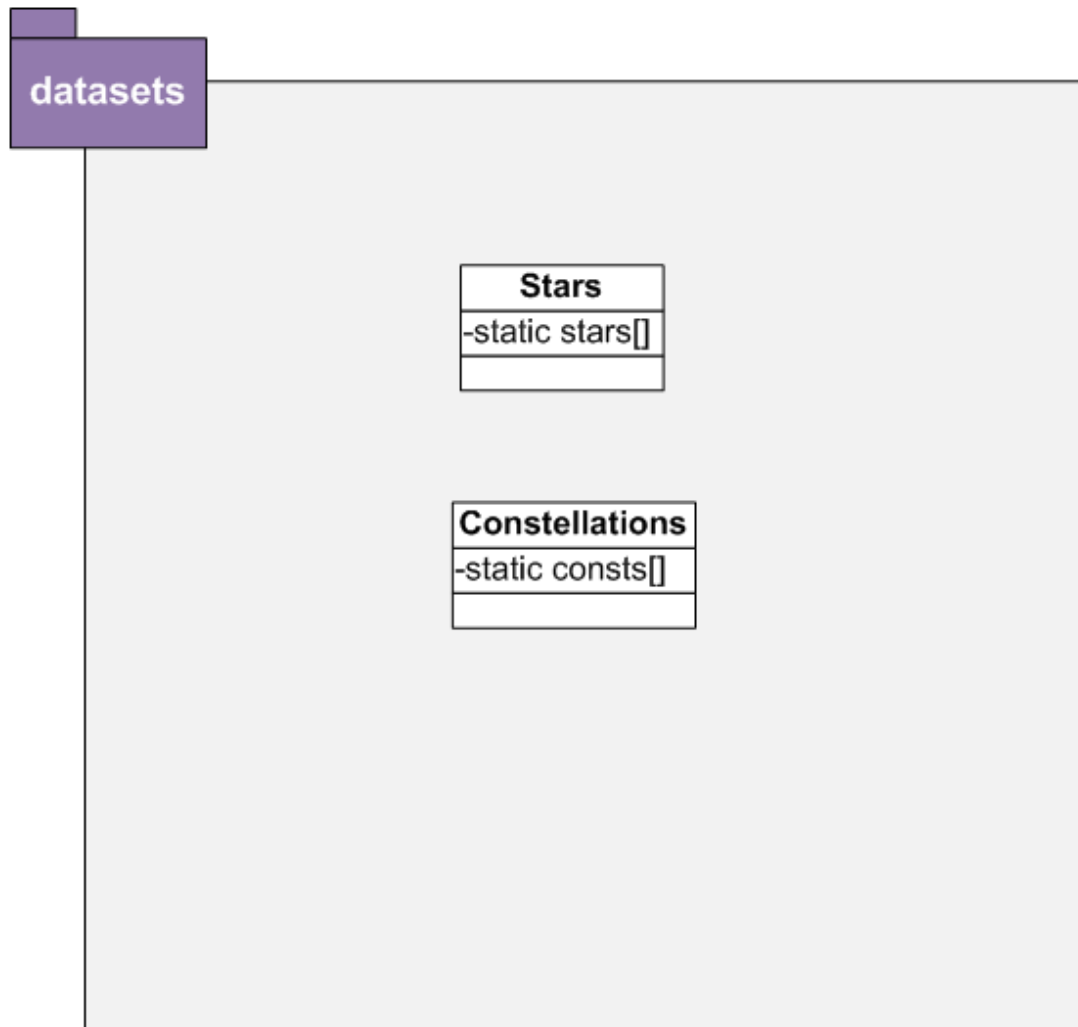 datasets
Stars
-static stars[]
Constellations
-static consts[]